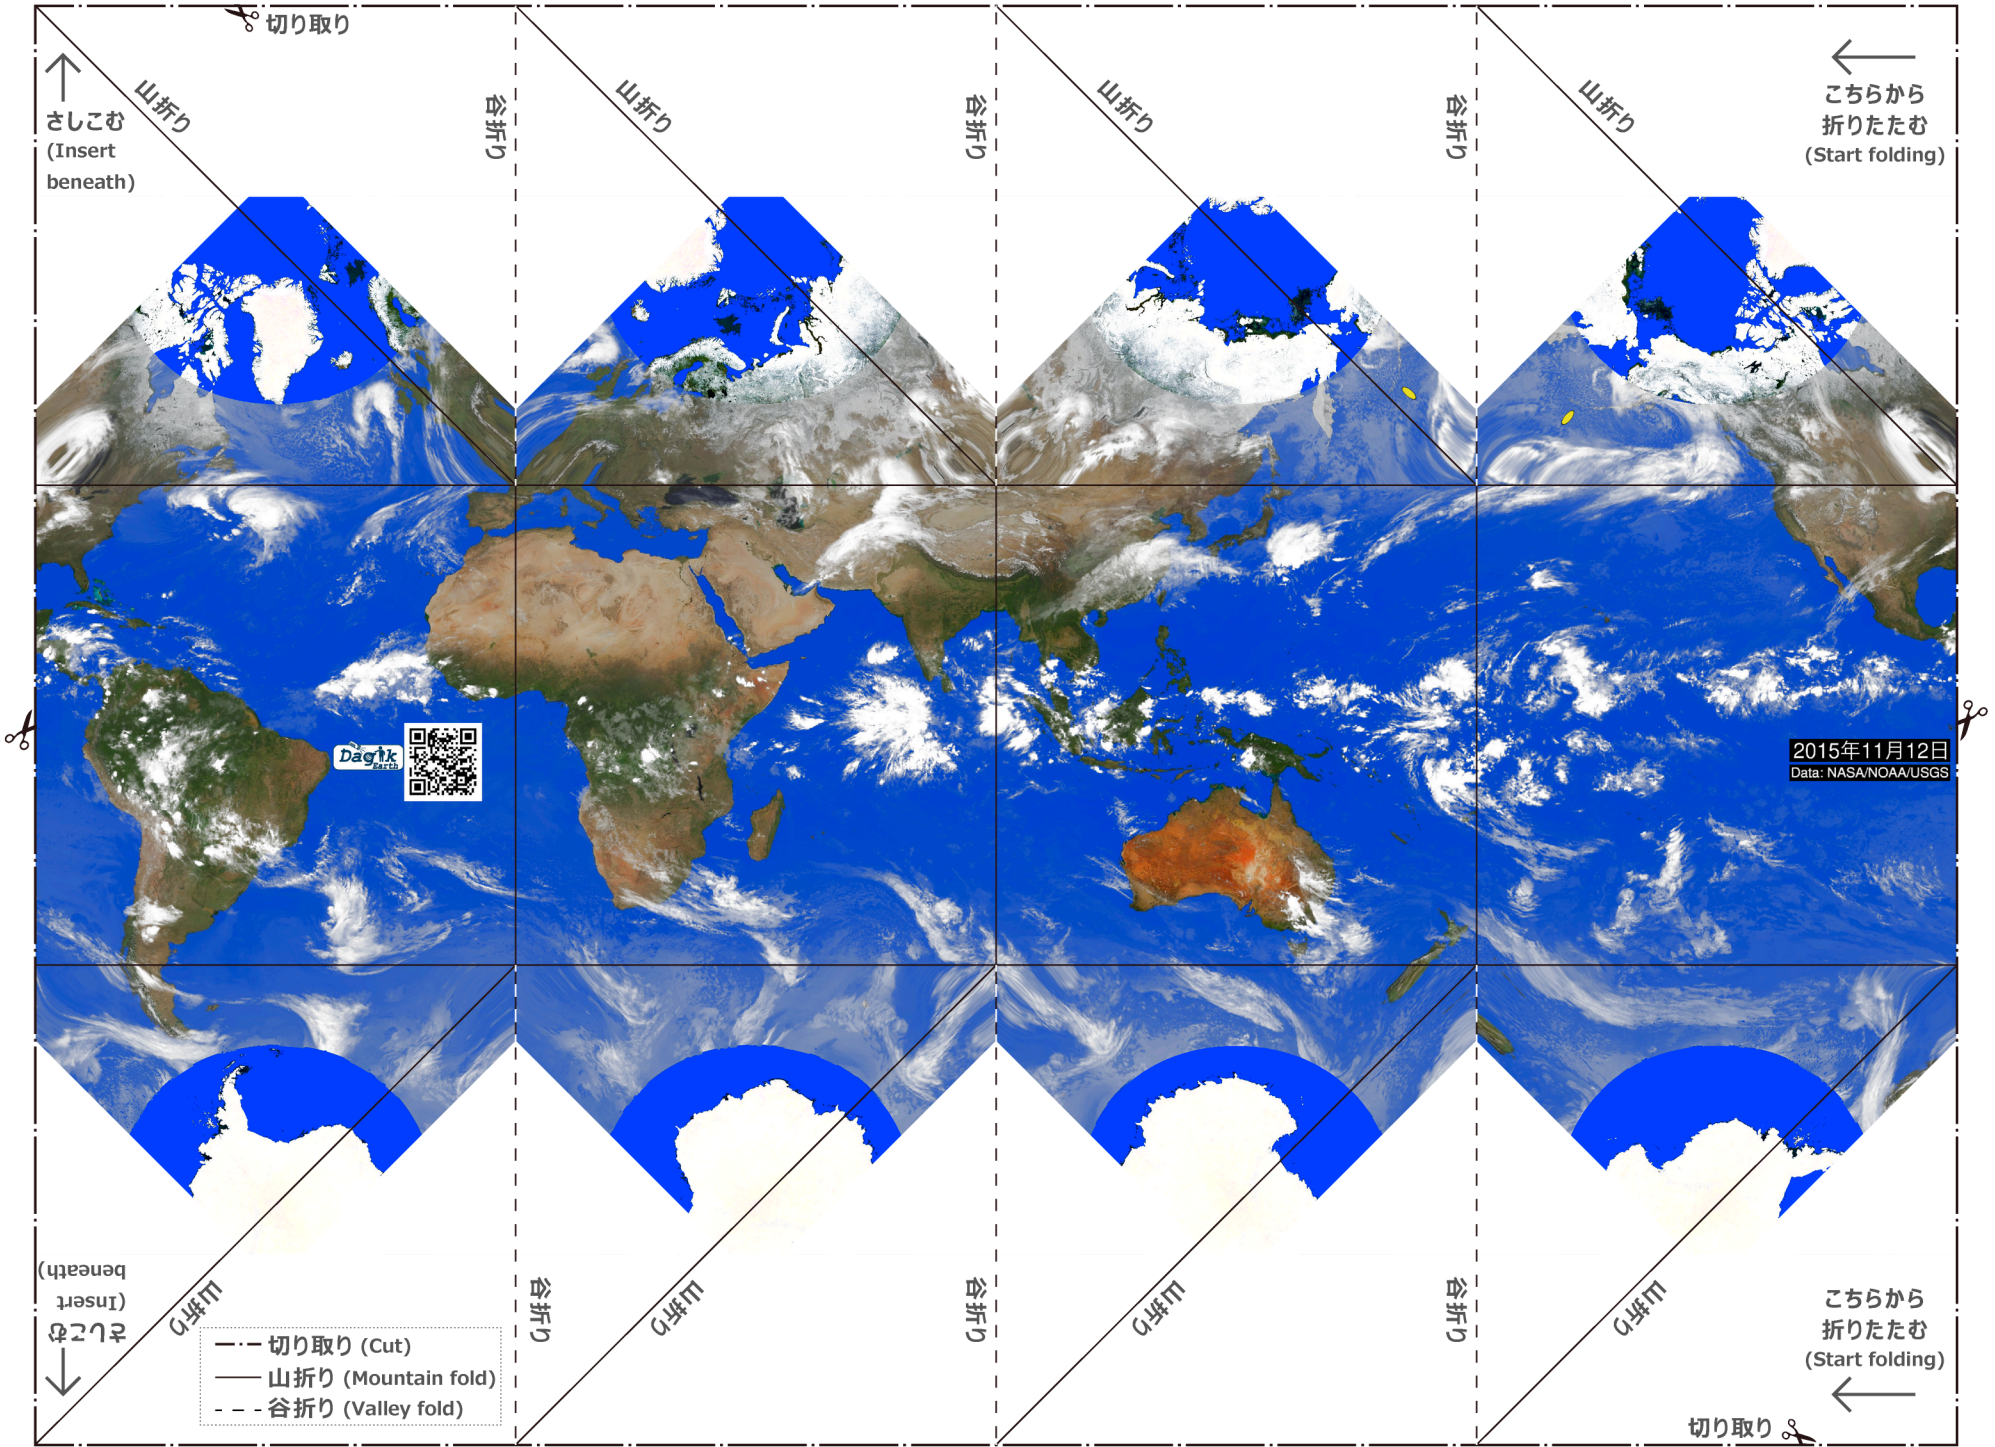 切り取り
さしこむ
(Insert
beneath)
山折り
谷折り
山折り
谷折り
山折り
谷折り
山折り
こちらから
折りたたむ
(Start folding)
Dagik
Earth
2015年11月12日
Data: NASA/NOAA/USGS
さしこむ
(Insert
beneath)
山折り
谷折り
山折り
谷折り
山折り
谷折り
山折り
こちらから
折りたたむ
(Start folding)
切り取り (Cut)
山折り (Mountain fold)
谷折り (Valley fold)
切り取り